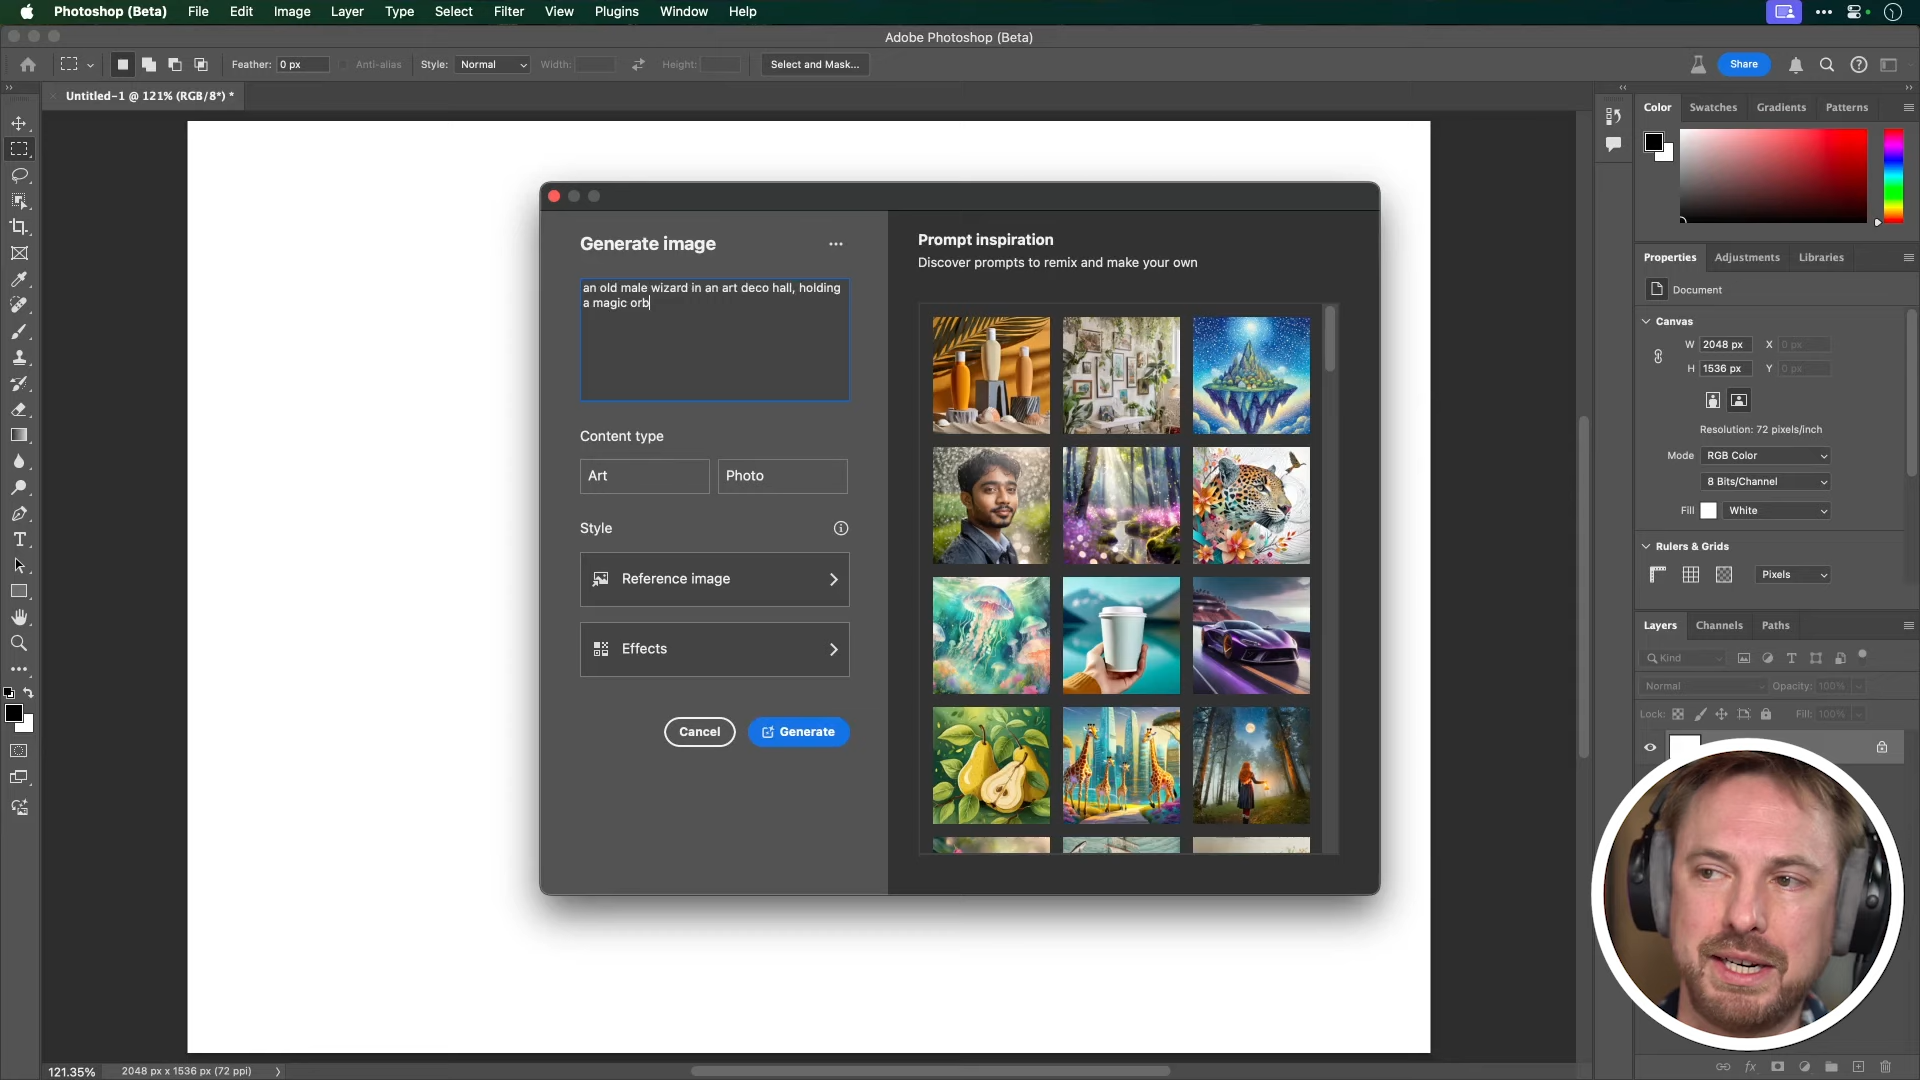 Photoshop (Beta) File Edit Image Layer Type Select Filter View Plugins Window Help
Adobe Photoshop (Beta)
Feather: 0 px Anti-alias Style: Normal Width: Height: Select and Mask... Share
Untitled-1 @ 121% (RGB/8*) *
Color Swatches Gradients Patterns
Generate image
an old male wizard in an art deco hall, holding
a magic orb
Content type
Art Photo
Style
Reference image
Effects
Cancel Generate
Prompt inspiration
Discover prompts to remix and make your own
Properties Adjustments Libraries
Document
Canvas
W 2048 px X 0 px
H 1536 px Y 0 px
Resolution: 72 pixels/inch
Mode RGB Color
8 Bits/Channel
Fill White
Rulers & Grids
Pixels
Layers Channels Paths
Kind
Normal Opacity: 100%
Lock: Fill: 100%
121.35% 2048 px x 1536 px (72 ppi)
fx